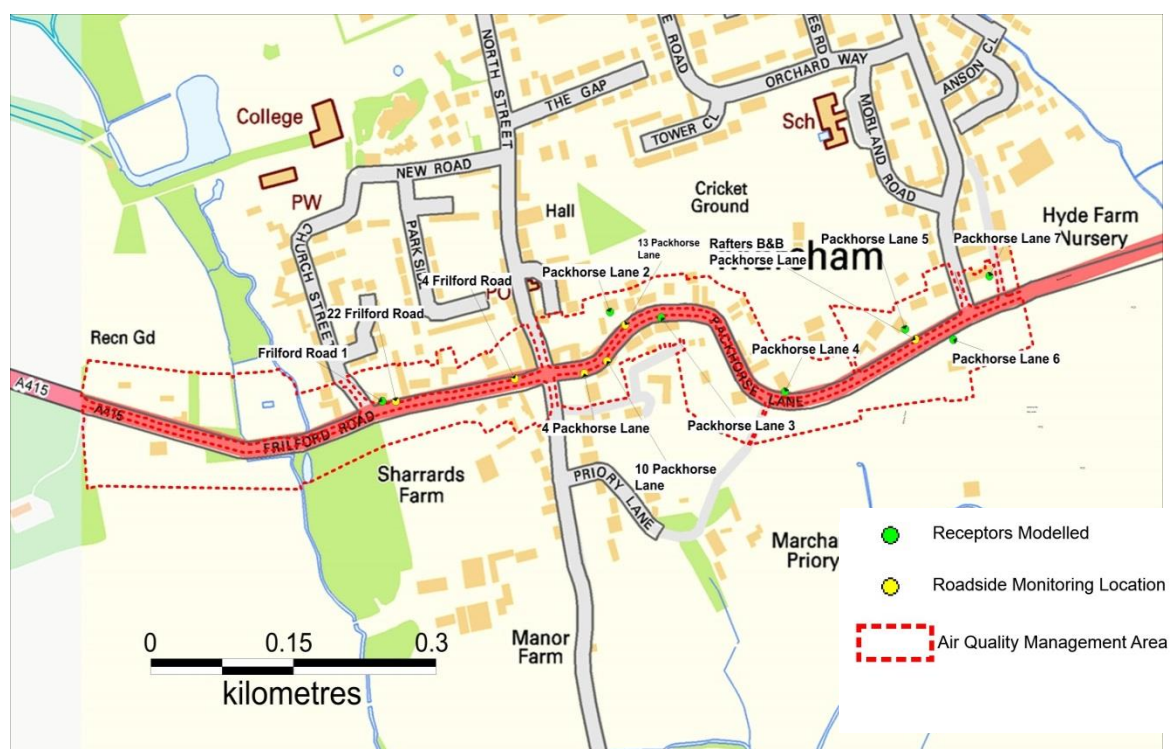 NORTH STREET
E ROAD
ES RD
ORCHARD WAY
ANSON CL
THE GAP
College
TOWER CL
Sch
MORLAND ROAD
NEW ROAD
PW
Cricket
Ground
Hyde Farm
Nursery
CHURCH STREET
PARK SIDE
Hall
13 Packhorse
Lane
Rafters B&B
Packhorse Lane
Packhorse Lane 5
Packhorse Lane 7
Packhorse Lane 2
4 Frilford Road
22 Frilford Road
Recn Gd
Frilford Road 1
PACKHORSE LANE
Packhorse Lane 4
Packhorse Lane 6
A415
A415
FRILFORD ROAD
4 Packhorse Lane
Packhorse Lane 3
10 Packhorse
Lane
Sharrards
Farm
PRIORY LANE
Marcha
Priory
Manor
Farm
0 0.15 0.3
kilometres
Receptors Modelled
Roadside Monitoring Location
Air Quality Management Area